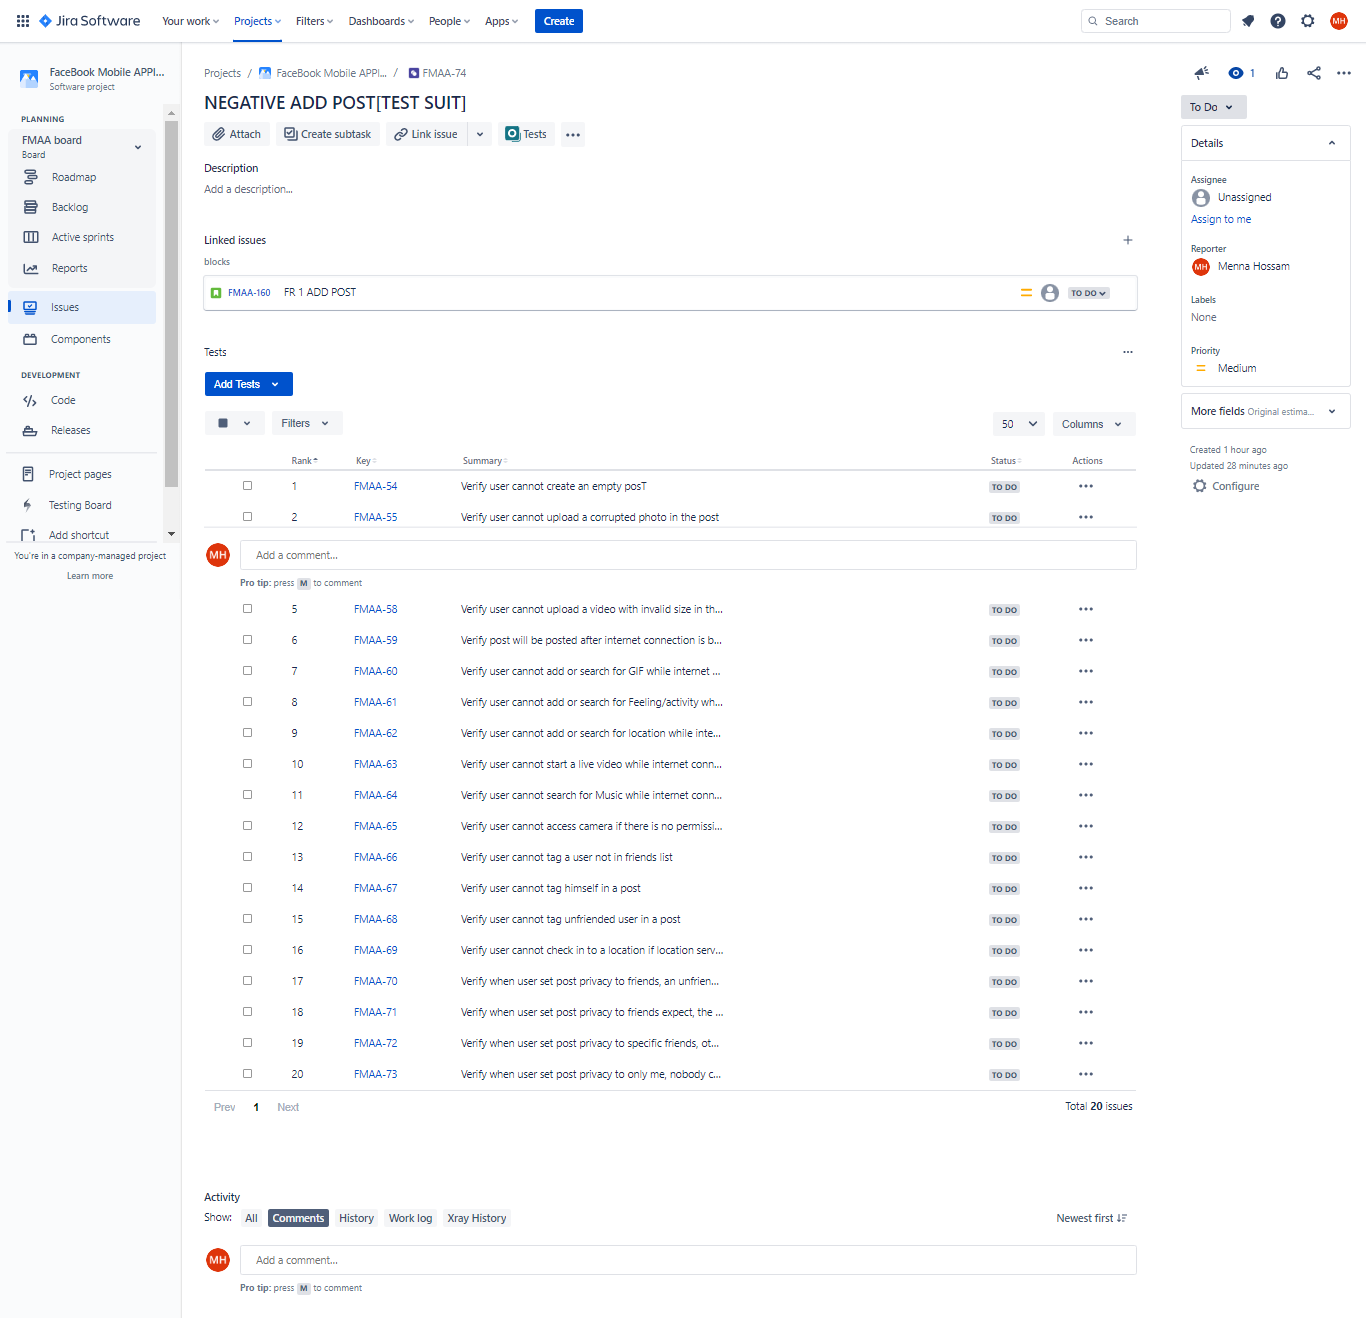 Jira Software
Your work
Projects
Filters
Dashboards
People
Apps
Create
Search
MH
FaceBook Mobile APPl...
Software project
PLANNING
FMAA board
Board
Roadmap
Backlog
Active sprints
Reports
Issues
Components
DEVELOPMENT
Code
Releases
Project pages
Testing Board
Add shortcut
You're in a company-managed project
Learn more
Projects / FaceBook Mobile APPl... / FMAA-74
1
NEGATIVE ADD POST[TEST SUIT]
Attach
Create subtask
Link issue
Tests
Description
Add a description...
Linked issues
blocks
FMAA-160 FR 1 ADD POST TO DO
Tests
Add Tests
Filters
50
Columns
Rank Key Summary Status Actions
1 FMAA-54 Verify user cannot create an empty posT TO DO
2 FMAA-55 Verify user cannot upload a corrupted photo in the post TO DO
MH Add a comment...
Pro tip: press M to comment
5 FMAA-58 Verify user cannot upload a video with invalid size in th... TO DO
6 FMAA-59 Verify post will be posted after internet connection is b... TO DO
7 FMAA-60 Verify user cannot add or search for GIF while internet ... TO DO
8 FMAA-61 Verify user cannot add or search for Feeling/activity wh... TO DO
9 FMAA-62 Verify user cannot add or search for location while inte... TO DO
10 FMAA-63 Verify user cannot start a live video while internet conn... TO DO
11 FMAA-64 Verify user cannot search for Music while internet conn... TO DO
12 FMAA-65 Verify user cannot access camera if there is no permissi... TO DO
13 FMAA-66 Verify user cannot tag a user not in friends list TO DO
14 FMAA-67 Verify user cannot tag himself in a post TO DO
15 FMAA-68 Verify user cannot tag unfriended user in a post TO DO
16 FMAA-69 Verify user cannot check in to a location if location serv... TO DO
17 FMAA-70 Verify when user set post privacy to friends, an unfrien... TO DO
18 FMAA-71 Verify when user set post privacy to friends expect, the ... TO DO
19 FMAA-72 Verify when user set post privacy to specific friends, ot... TO DO
20 FMAA-73 Verify when user set post privacy to only me, nobody c... TO DO
Prev 1 Next
Total 20 issues
Activity
Show: All Comments History Work log Xray History
Newest first
MH Add a comment...
Pro tip: press M to comment
To Do
Details
Assignee
Unassigned
Assign to me
Reporter
MH Menna Hossam
Labels
None
Priority
Medium
More fields Original estima...
Created 1 hour ago
Updated 28 minutes ago
Configure